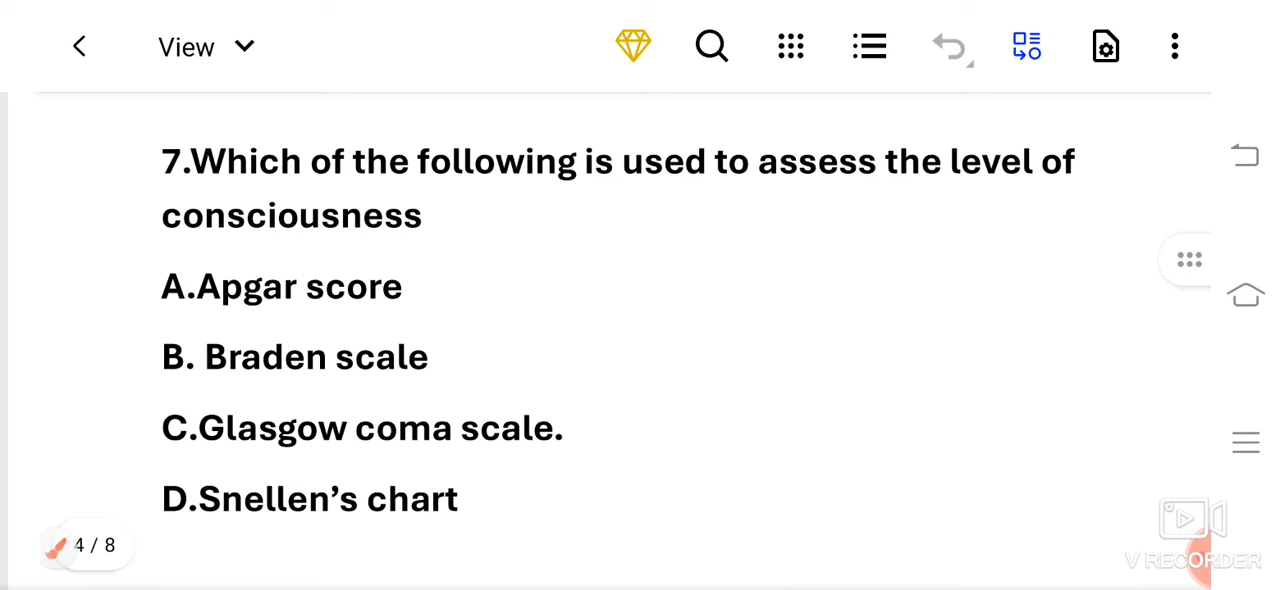 View
7.Which of the following is used to assess the level of
consciousness
A.Apgar score
B. Braden scale
C.Glasgow coma scale.
D.Snellen’s chart
4 / 8
V RECORDER